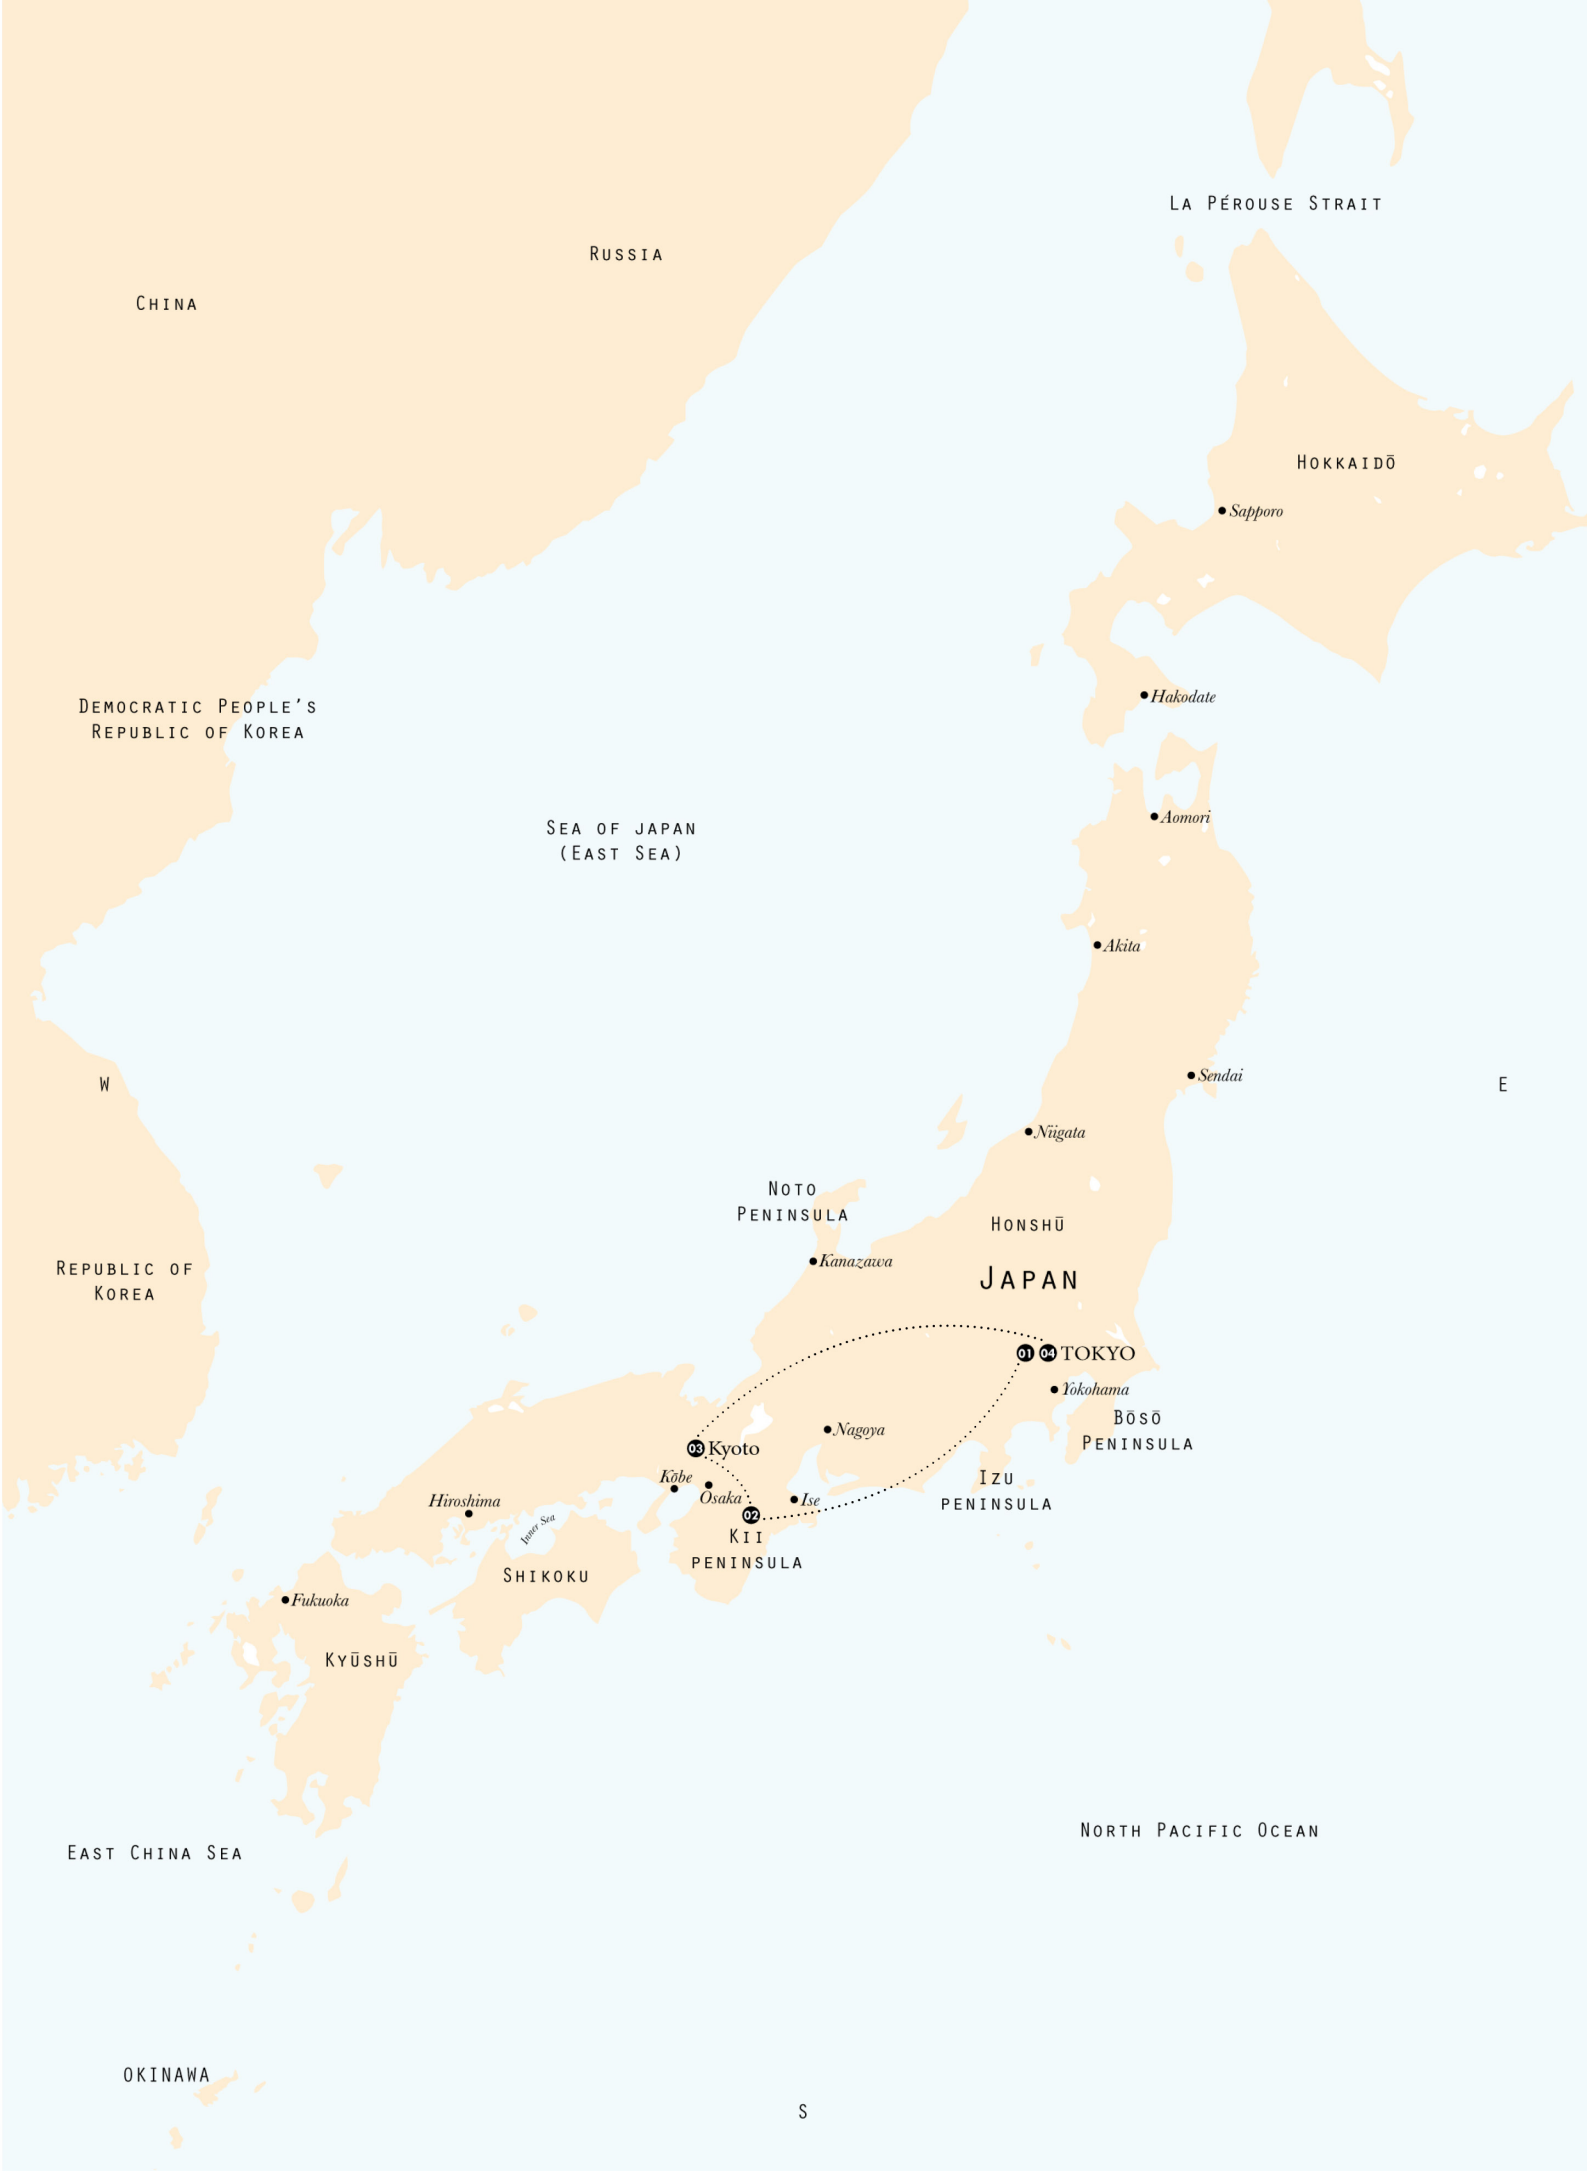 La Pérouse Strait
Russia
China
Hokkaidō
Sapporo
Hakodate
Democratic People's
Republic of Korea
Aomori
Sea of japan
(East Sea)
Akita
Sendai
W
E
Niigata
Noto
Peninsula
Honshū
Kanazawa
Republic of
Korea
Japan
01 04 TOKYO
Yokohama
Bōsō
Peninsula
Nagoya
03 Kyoto
Kōbe
Izu
peninsula
Osaka
Ise
Hiroshima
02
Inner Sea
Kii
peninsula
Shikoku
Fukuoka
Kyūshū
North Pacific Ocean
East China Sea
OKINAWA
S